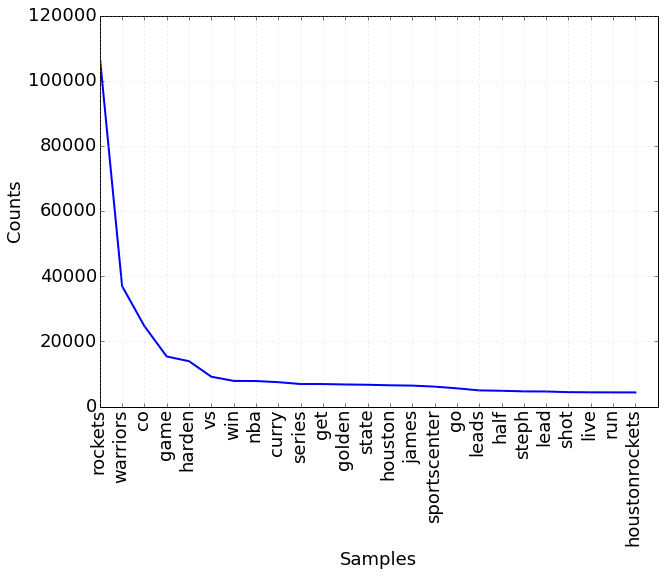 120000
100000
80000
60000
40000
20000
0
Counts
rockets
warriors
co
game
harden
vs
win
nba
curry
series
get
golden
state
houston
james
sportscenter
go
leads
half
steph
lead
shot
live
run
houstonrockets
Samples